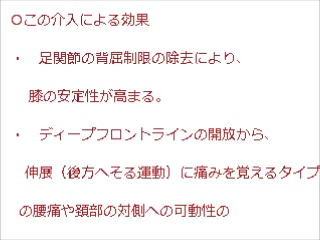 〇この介入による効果
・　足関節の背屈制限の除去により、
膝の安定性が高まる。
・　ディープフロントラインの開放から、
伸展（後方へそる運動）に痛みを覚えるタイプ
の腰痛や頚部の対側への可動性の